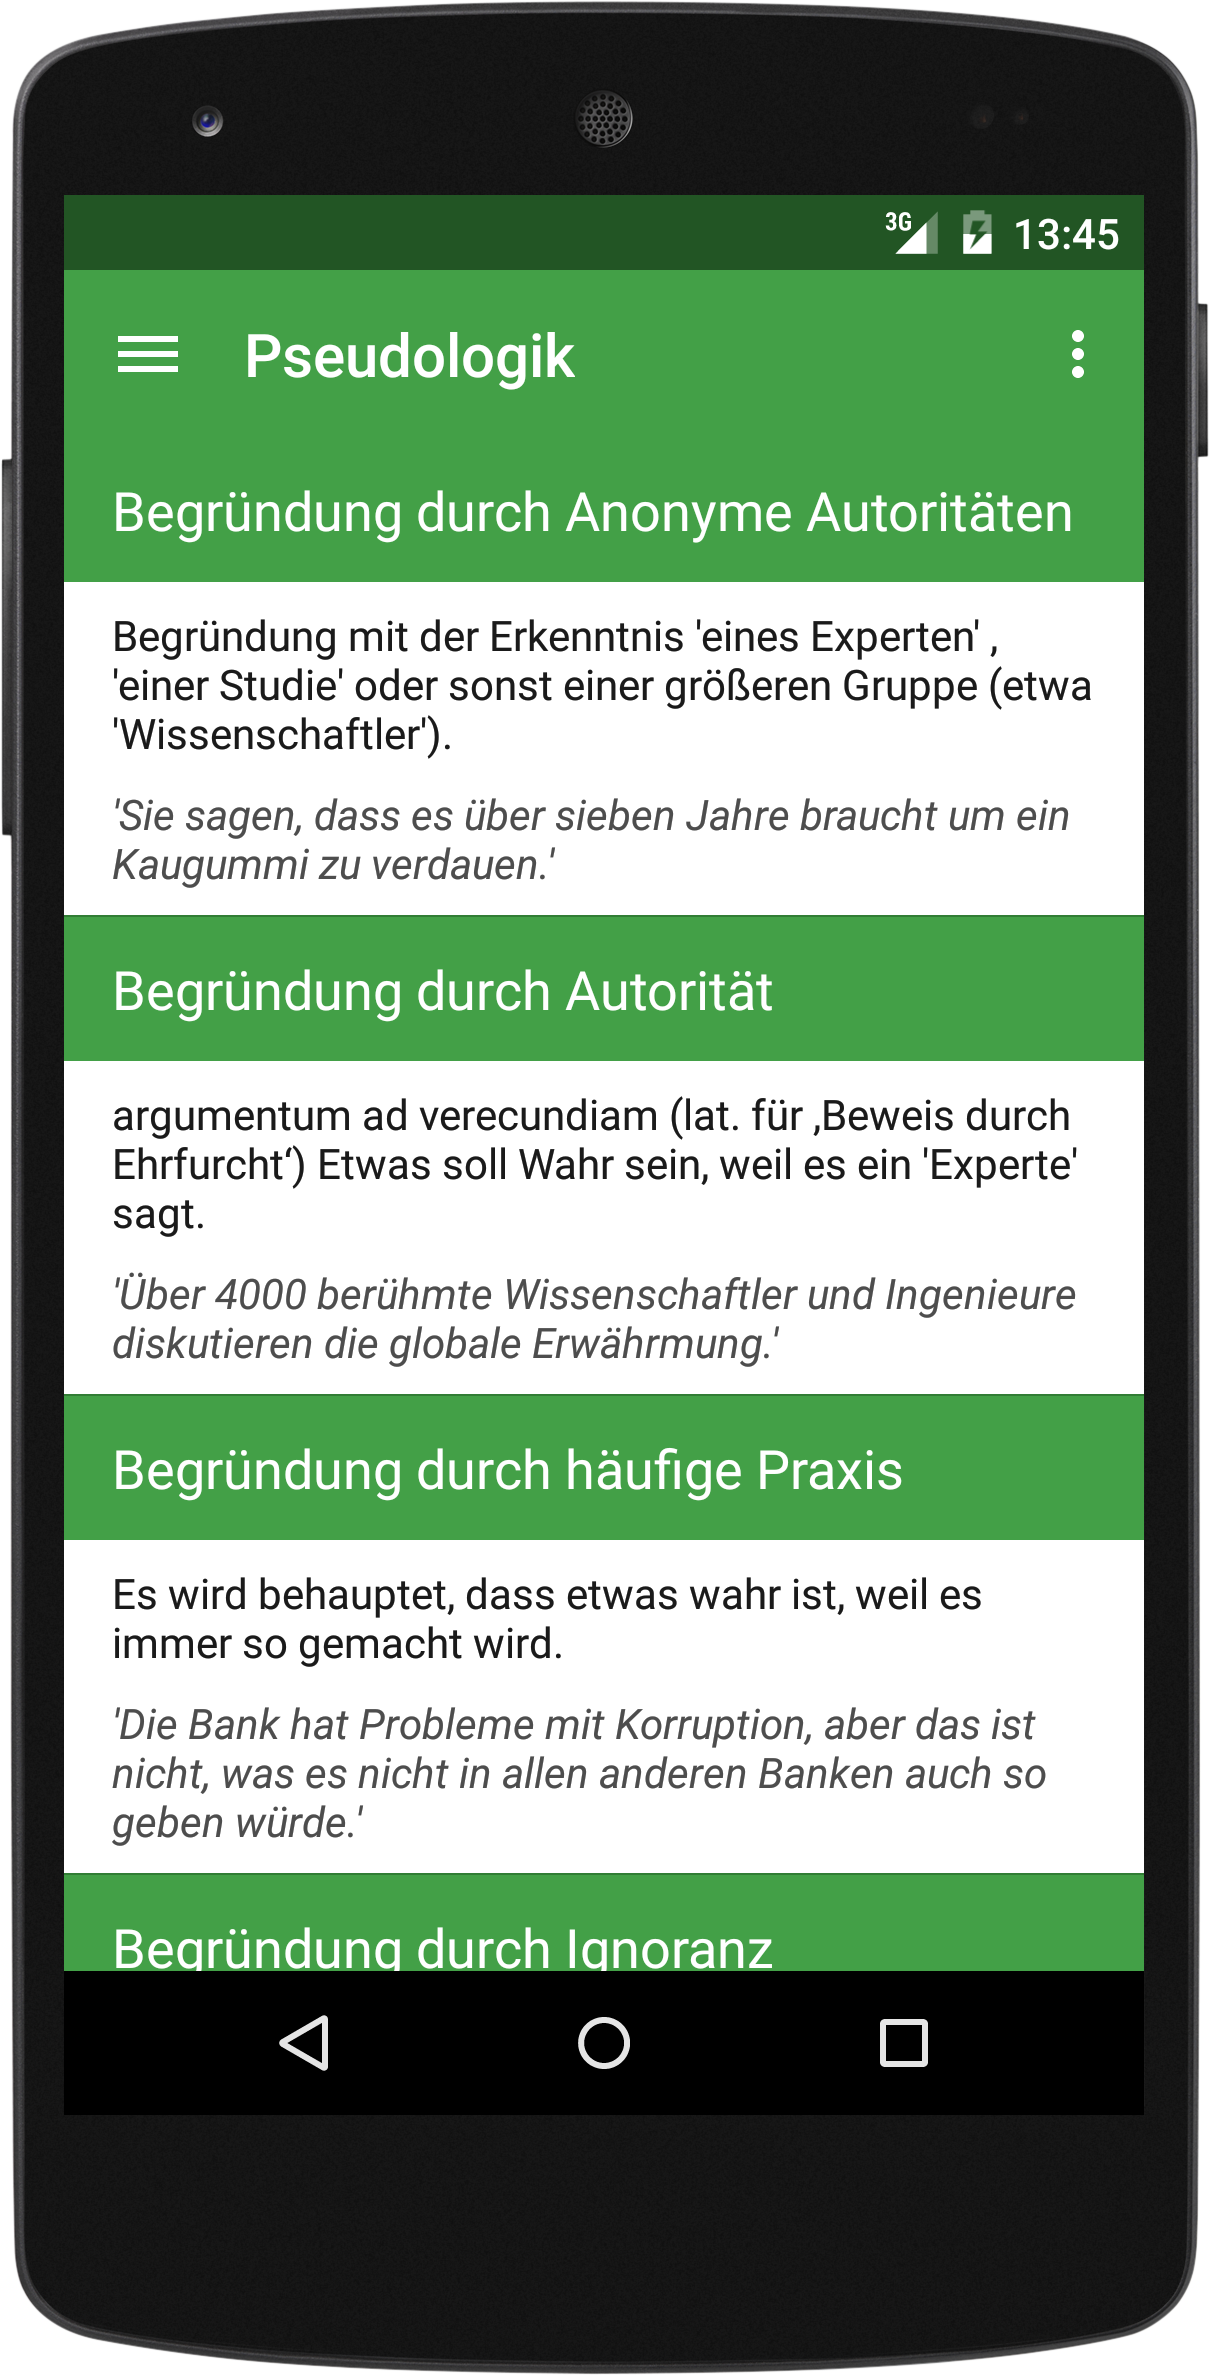 3G 13:45
Pseudologik
Begründung durch Anonyme Autoritäten
Begründung mit der Erkenntnis 'eines Experten' ,
'einer Studie' oder sonst einer größeren Gruppe (etwa
'Wissenschaftler').
'Sie sagen, dass es über sieben Jahre braucht um ein
Kaugummi zu verdauen.'
Begründung durch Autorität
argumentum ad verecundiam (lat. für ‚Beweis durch
Ehrfurcht‘) Etwas soll Wahr sein, weil es ein 'Experte'
sagt.
'Über 4000 berühmte Wissenschaftler und Ingenieure
diskutieren die globale Erwährmung.'
Begründung durch häufige Praxis
Es wird behauptet, dass etwas wahr ist, weil es
immer so gemacht wird.
'Die Bank hat Probleme mit Korruption, aber das ist
nicht, was es nicht in allen anderen Banken auch so
geben würde.'
Begründung durch Ignoranz